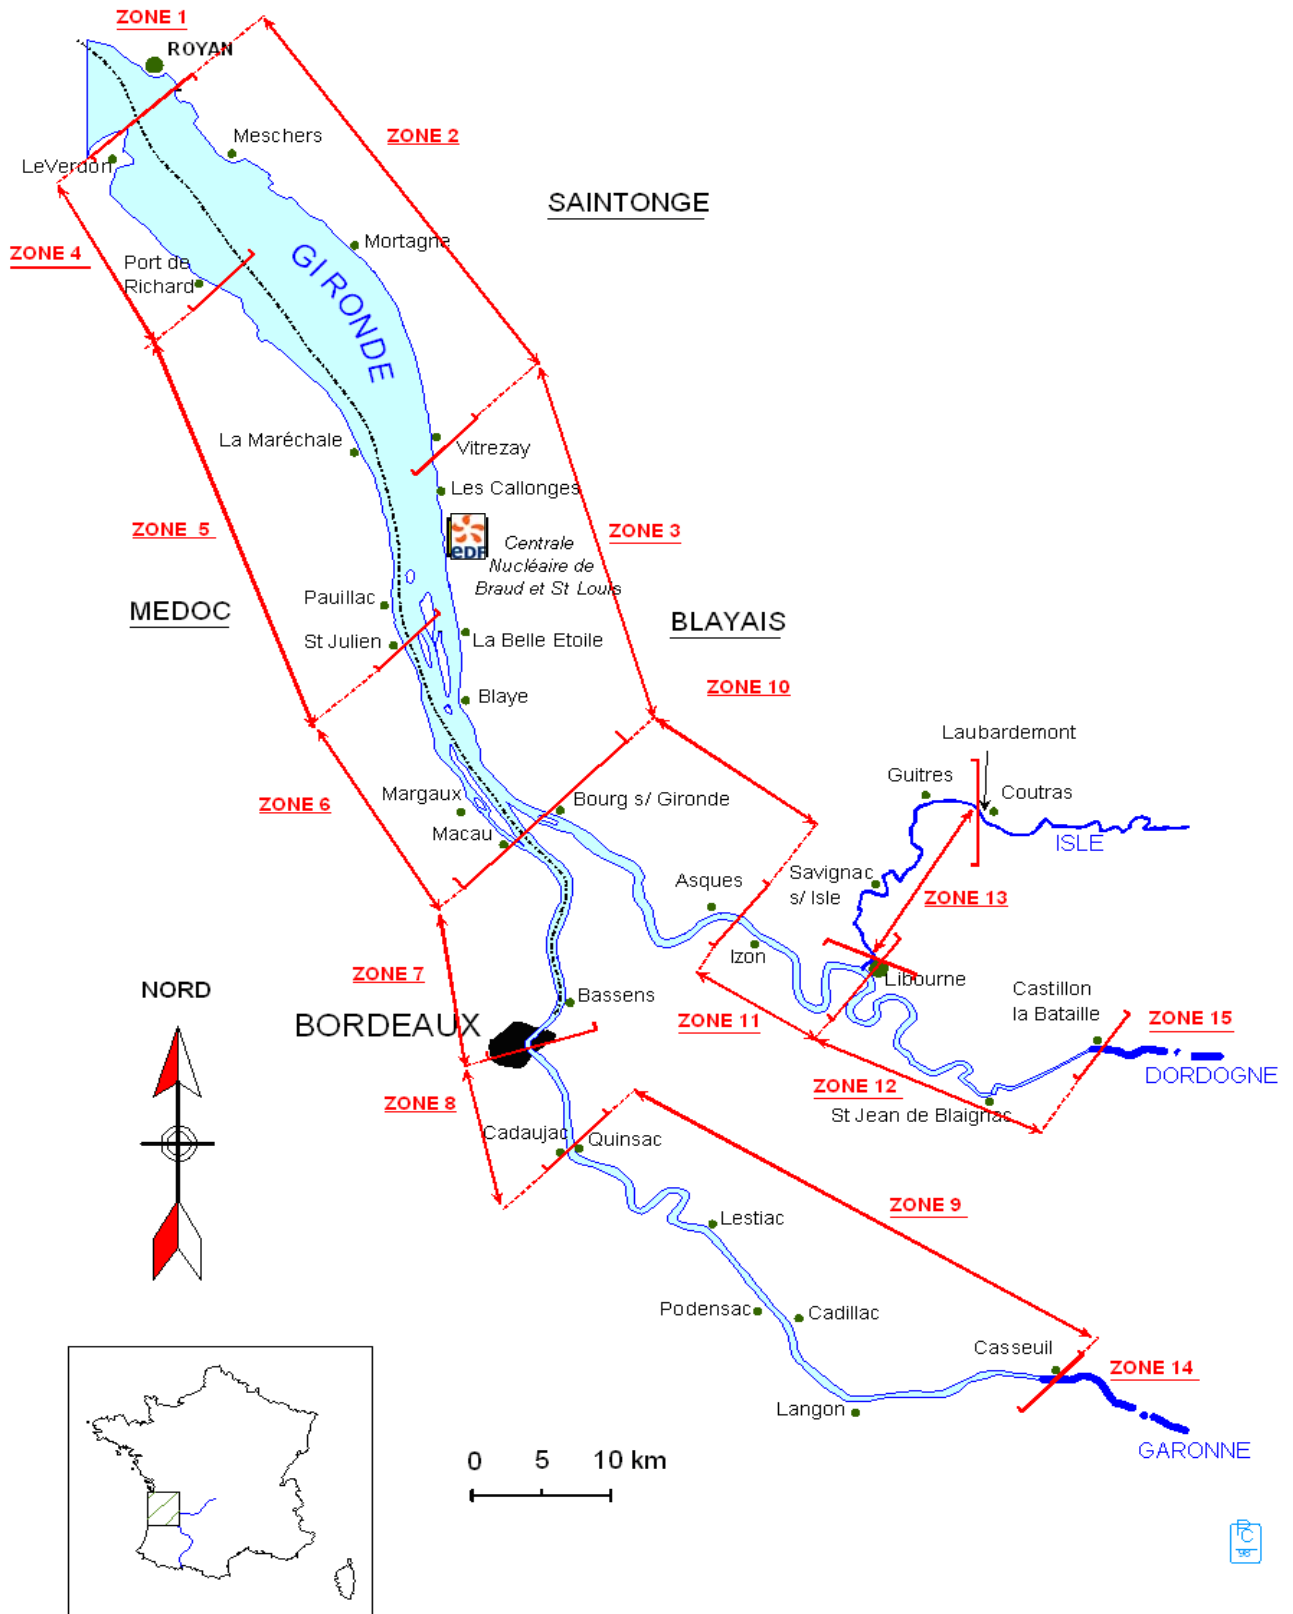 ZONE 1
ROYAN
ZONE 2
Meschers
LeVerdon
SAINTONGE
Mortagne
ZONE 4
Port de
Richard
GIRONDE
La Maréchale
Vitrezay
Les Callonges
ZONE 5
ZONE 3
eDF
Centrale
Nucléaire de
Braud et St Louis
Pauillac
MEDOC
BLAYAIS
St Julien
La Belle Etoile
ZONE 10
Blaye
Laubardement
Guitres
Coutras
Margaux
Bourg s/ Gironde
ZONE 6
Macau
ISLE
Asques
Savignac
s/ Isle
ZONE 13
Izon
Libourne
ZONE 7
NORD
Bassens
Castillon
la Bataille
BORDEAUX
ZONE 11
ZONE 15
DORDOGNE
ZONE 12
ZONE 8
St Jean de Blaignac
Cadaujac
Quinsac
ZONE 9
Lestiac
Podensac
Cadillac
Casseuil
ZONE 14
Langon
GARONNE
0 5 10 km
98